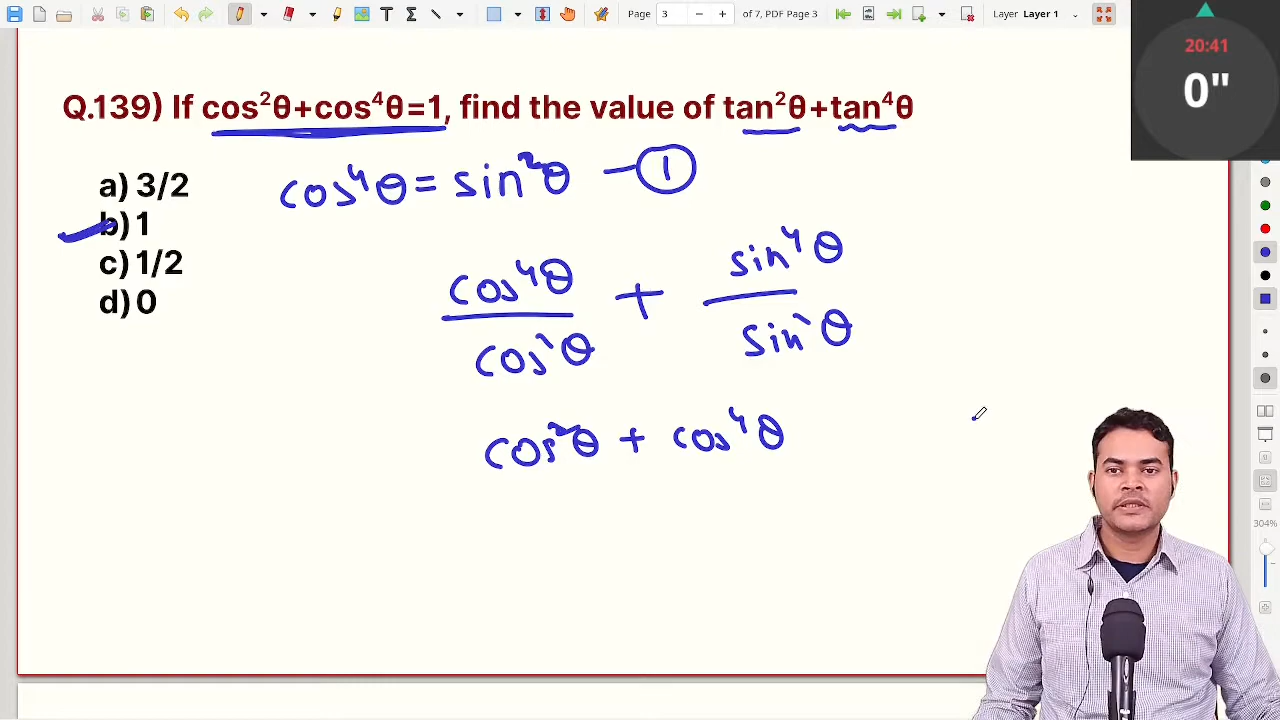 Page 3 of 7 PDF Page 3 Layer Layer 1
20:41
0"
Q.139) If cos²θ+cos⁴θ=1, find the value of tan²θ+tan⁴θ
cos⁴θ = sin²θ — ①
a) 3/2
b) 1
c) 1/2
d) 0
cos⁴θ/cos²θ + sin⁴θ/sin²θ
cos²θ + cos⁴θ
304%